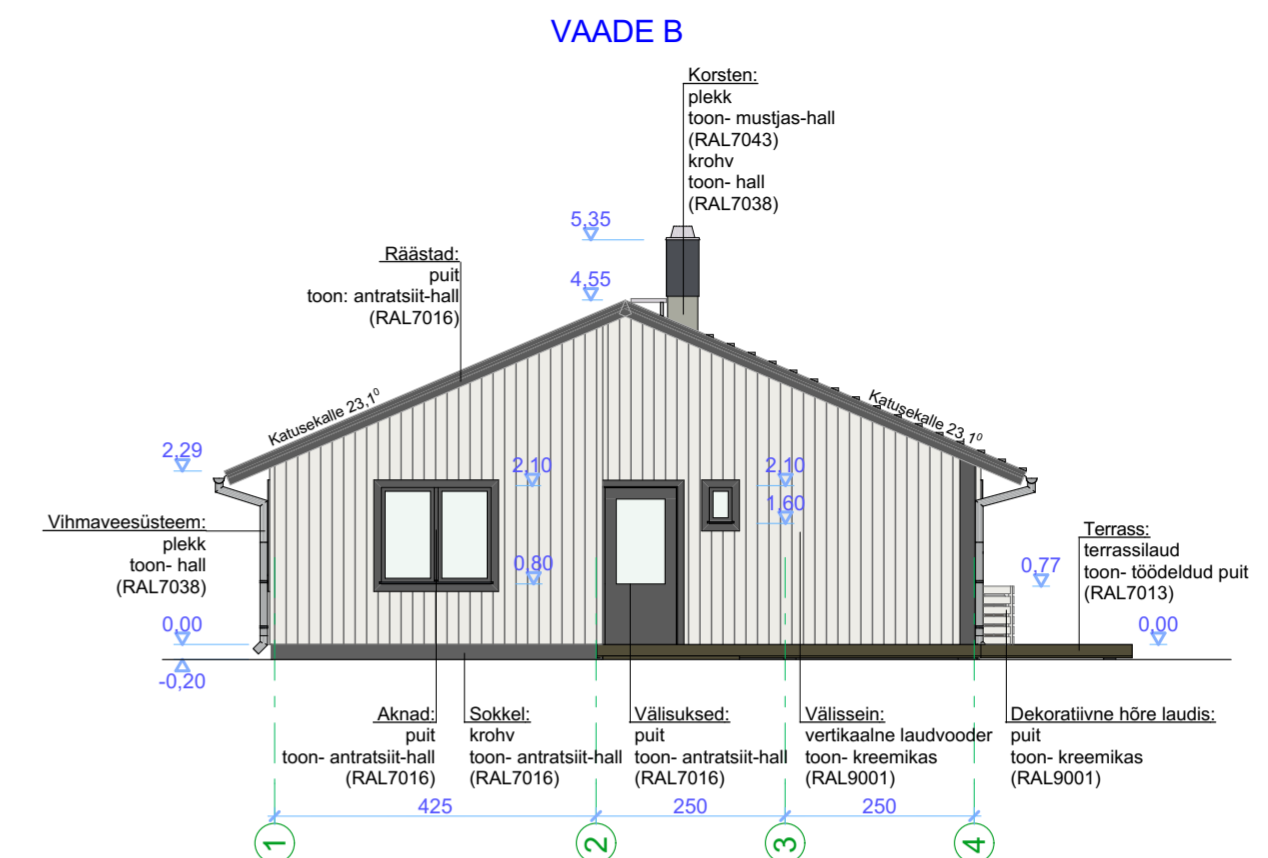 VAADE B
Korsten:
plekk
toon- mustjas-hall
(RAL7043)
krohv
toon- hall
(RAL7038)
5,35
Räästad:
puit
toon: antratsiit-hall
(RAL7016)
4,55
Katusekalle 23,1⁰
Katusekalle 23,1⁰
2,29
2,10
2,10
1,60
Vihmaveesüsteem:
plekk
toon- hall
(RAL7038)
0,80
0,77
Terrass:
terrassilaud
toon- töödeldud puit
(RAL7013)
0,00
0,00
-0,20
Aknad:
puit
toon- antratsiit-hall
(RAL7016)
Sokkel:
krohv
toon- antratsiit-hall
(RAL7016)
Välisuksed:
puit
toon- antratsiit-hall
(RAL7016)
Välissein:
vertikaalne laudvooder
toon- kreemikas
(RAL9001)
Dekoratiivne hõre laudis:
puit
toon- kreemikas
(RAL9001)
425
250
250
1
2
3
4